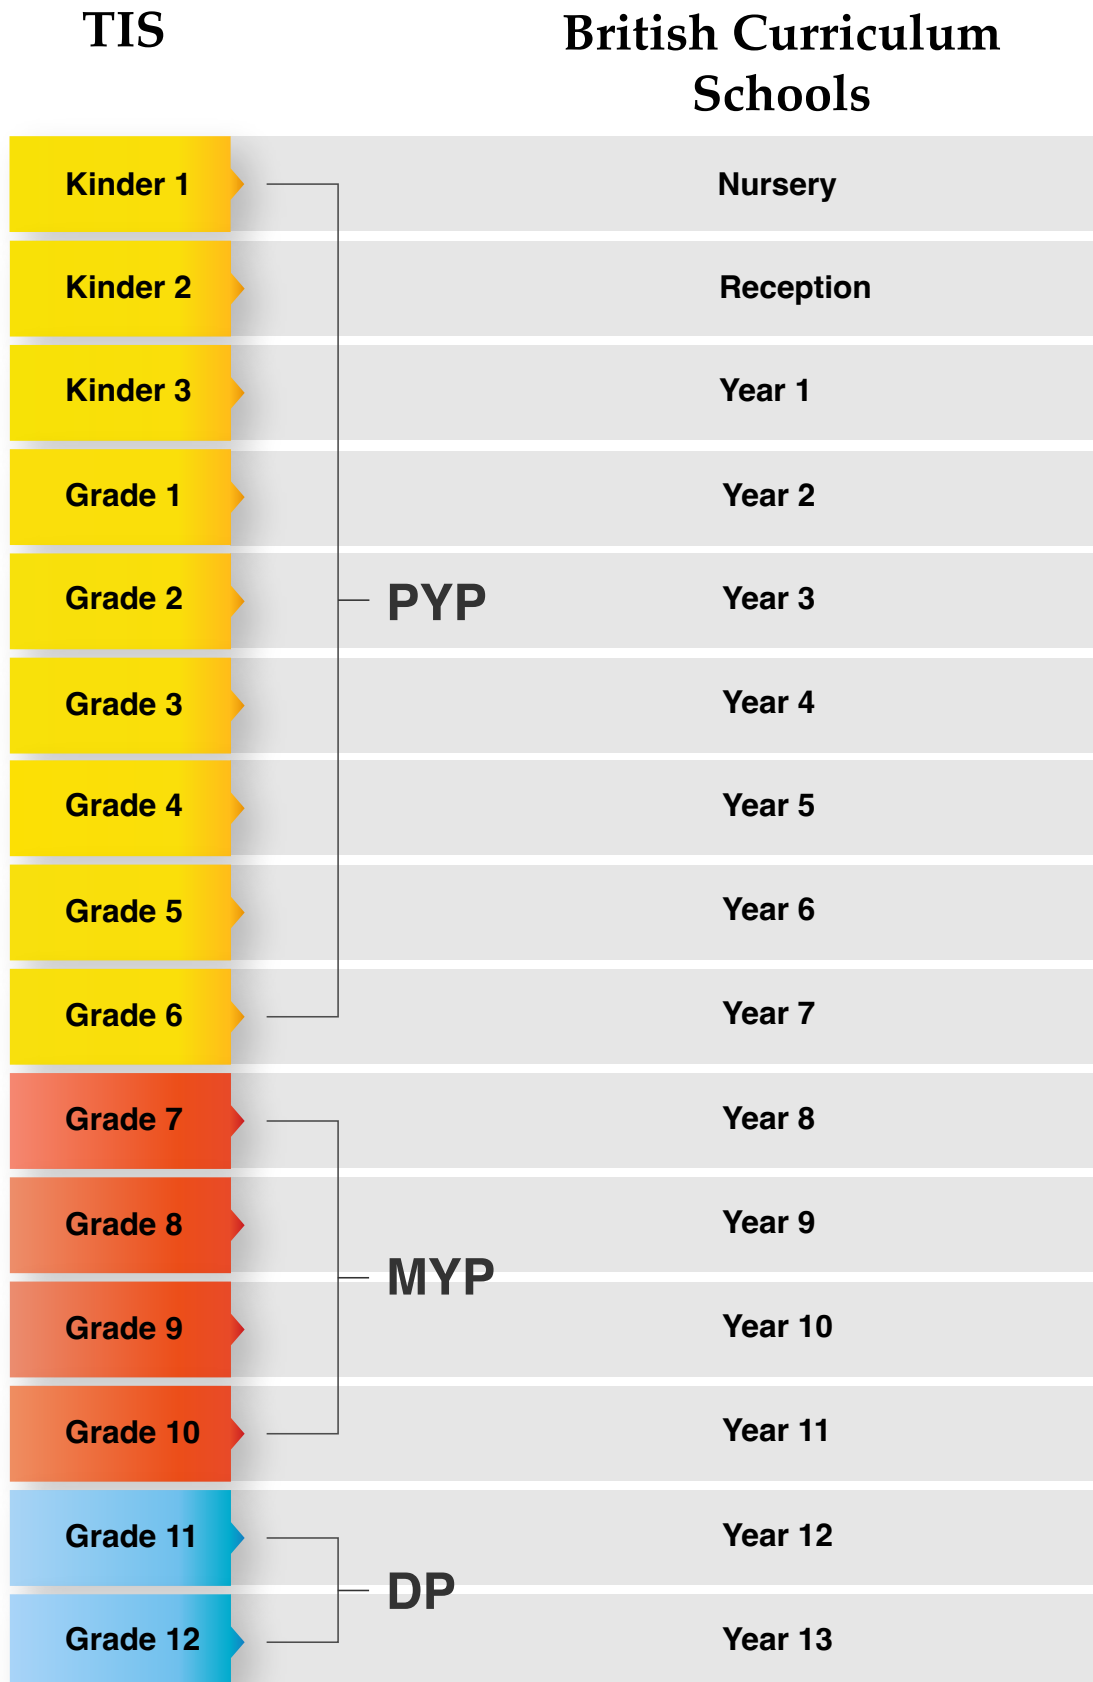 TIS
British Curriculum
Schools
Kinder 1
Nursery
Kinder 2
Reception
Kinder 3
Year 1
Grade 1
Year 2
Grade 2
PYP
Year 3
Grade 3
Year 4
Grade 4
Year 5
Grade 5
Year 6
Grade 6
Year 7
Grade 7
Year 8
Grade 8
Year 9
MYP
Grade 9
Year 10
Grade 10
Year 11
Grade 11
Year 12
DP
Grade 12
Year 13